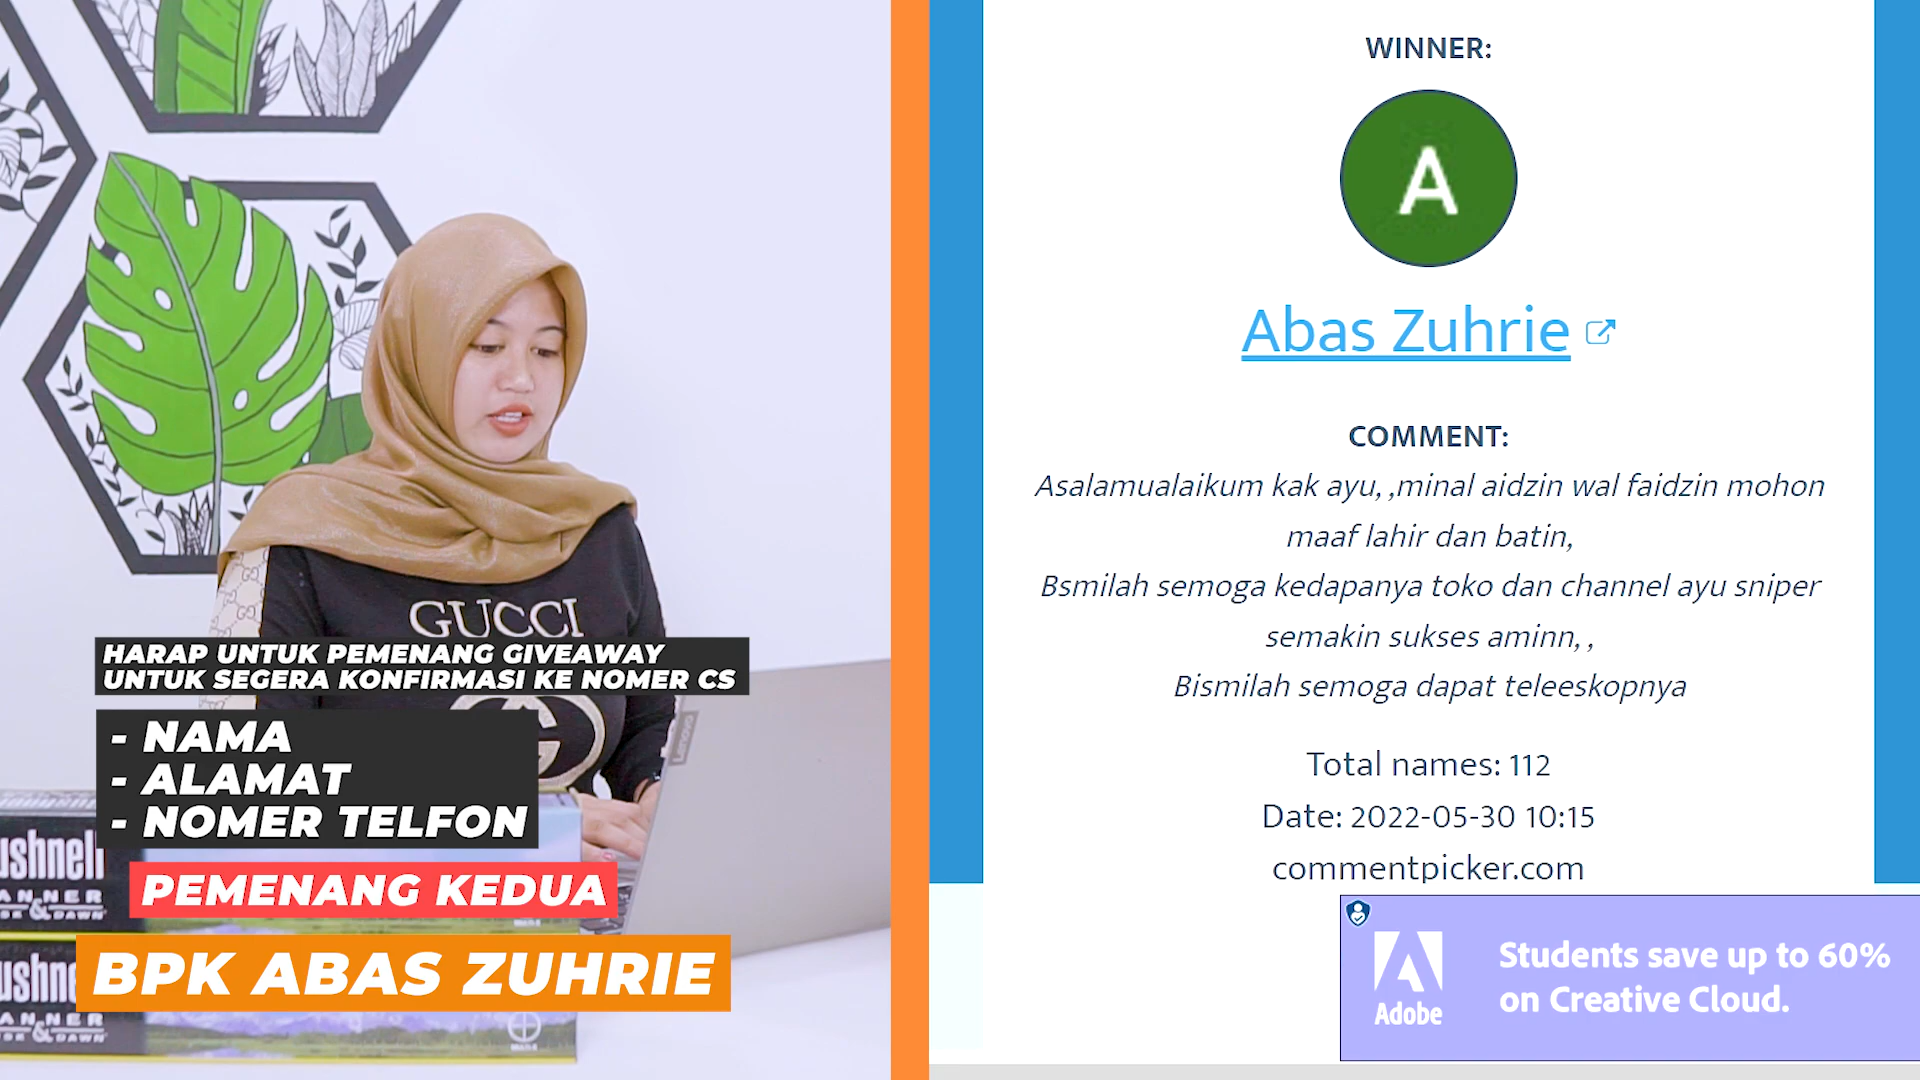 GUCCI
HARAP UNTUK PEMENANG GIVEAWAY
UNTUK SEGERA KONFIRMASI KE NOMER CS
- NAMA
- ALAMAT
- NOMER TELFON
Lenovo
PEMENANG KEDUA
BPK ABAS ZUHRIE
WINNER:
A
Abas Zuhrie
COMMENT:
Asalamualaikum kak ayu, ,minal aidzin wal faidzin mohon
maaf lahir dan batin,
Bsmilah semoga kedapanya toko dan channel ayu sniper
semakin sukses aminn, ,
Bismilah semoga dapat teleeskopnya
Total names: 112
Date: 2022-05-30 10:15
commentpicker.com
Adobe
Students save up to 60%
on Creative Cloud.